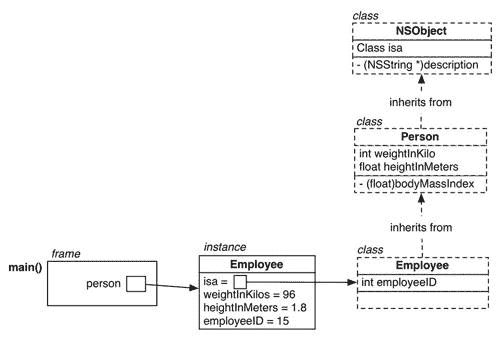 class
NSObject
Class isa
- (NSString *)description
inherits from
class
Person
int weightInKilo
float heightInMeters
- (float)bodyMassIndex
inherits from
main()
frame
person
instance
Employee
isa =
weightInKilos = 96
heightInMeters = 1.8
employeeID = 15
class
Employee
int employeeID